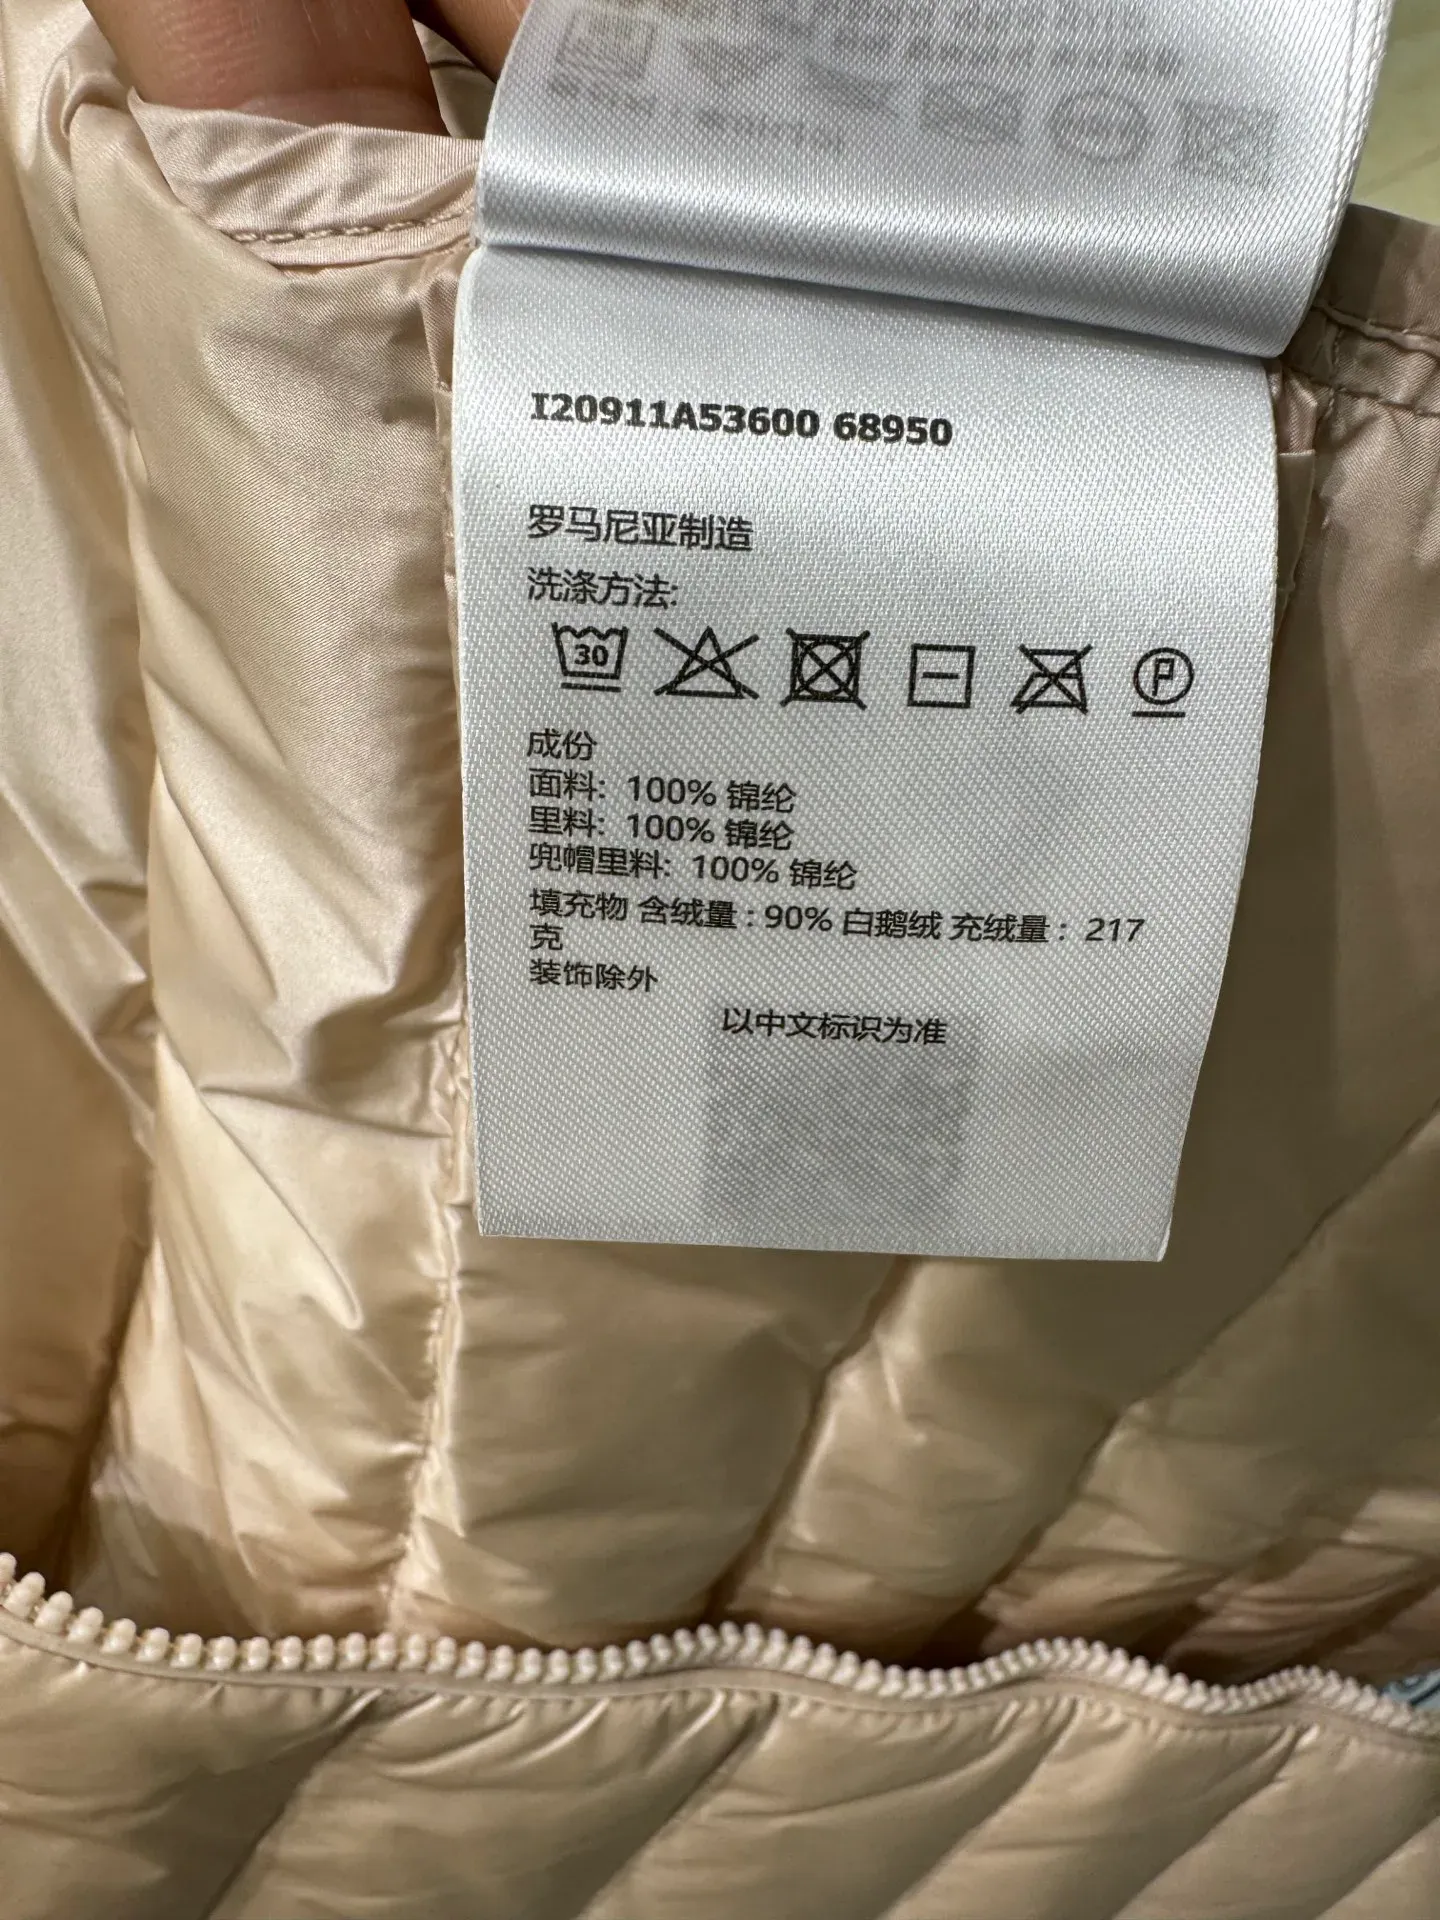 I20911A53600 68950
罗马尼亚制造
洗涤方法:
30
P
成份
面料: 100% 锦纶
里料: 100% 锦纶
兜帽里料: 100% 锦纶
填充物 含绒量 : 90% 白鹅绒 充绒量 : 217
克
装饰除外
以中文标识为准